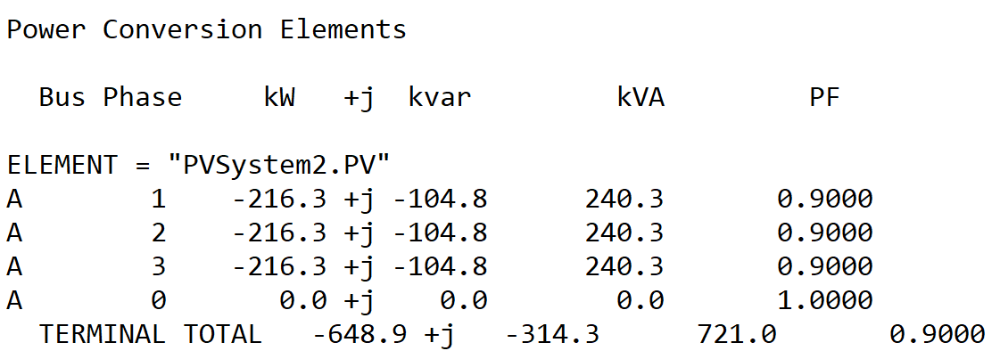 Power Conversion Elements
Bus Phase kW +j kvar kVA PF
ELEMENT = "PVSystem2.PV"
A 1 -216.3 +j -104.8 240.3 0.9000
A 2 -216.3 +j -104.8 240.3 0.9000
A 3 -216.3 +j -104.8 240.3 0.9000
A 0 0.0 +j 0.0 0.0 1.0000
TERMINAL TOTAL -648.9 +j -314.3 721.0 0.9000